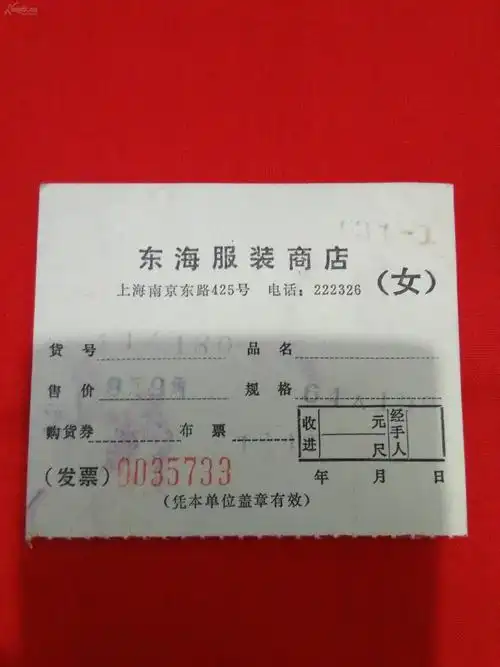 东海服装商店
上海南京东路425号 电话：222326 （女）
货号 品名
售价 规格
购货券 布票 收进 元 尺 经手人
（发票）0035733 年 月 日
（凭本单位盖章有效）